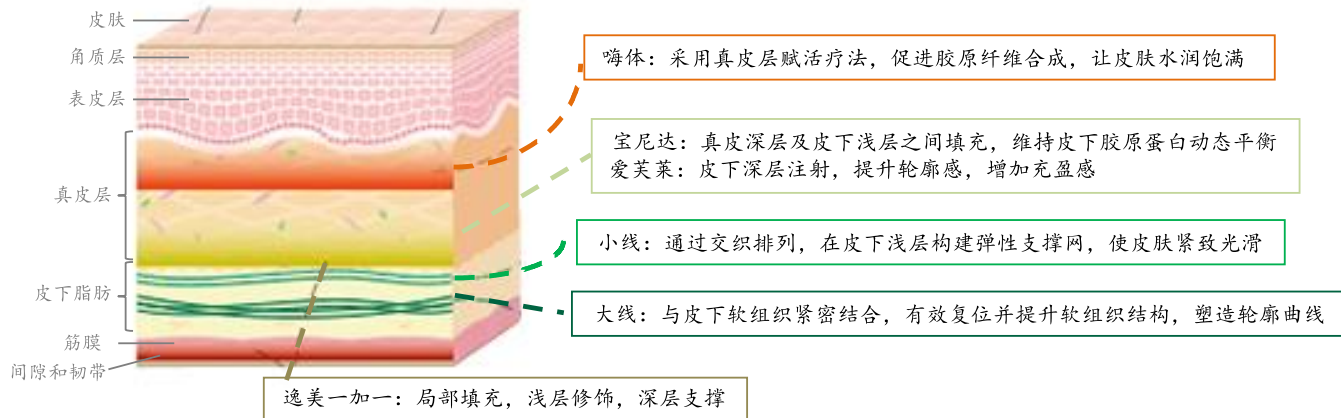 皮肤
角质层
表皮层
真皮层
皮下脂肪
筋膜
间隙和韧带
嗨体：采用真皮层赋活疗法，促进胶原纤维合成，让皮肤水润饱满
宝尼达：真皮深层及皮下浅层之间填充，维持皮下胶原蛋白动态平衡
爱芙莱：皮下深层注射，提升轮廓感，增加充盈感
小线：通过交织排列，在皮下浅层构建弹性支撑网，使皮肤紧致光滑
大线：与皮下软组织紧密结合，有效复位并提升软组织结构，塑造轮廓曲线
逸美一加一：局部填充，浅层修饰，深层支撑